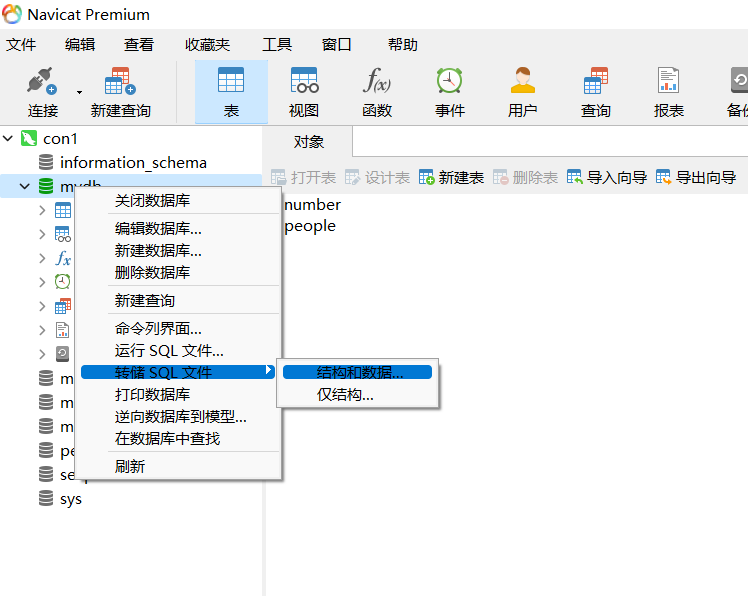 Navicat Premium
文件 编辑 查看 收藏夹 工具 窗口 帮助
连接 新建查询 表 视图 函数 事件 用户 查询 报表
con1
对象
information_schema
打开表 设计表 新建表 删除表 导入向导 导出向导
number
people
关闭数据库
编辑数据库...
新建数据库...
删除数据库
新建查询
命令列界面...
运行 SQL 文件...
转储 SQL 文件
结构和数据...
打印数据库
仅结构...
逆向数据库到模型...
在数据库中查找
刷新
sys